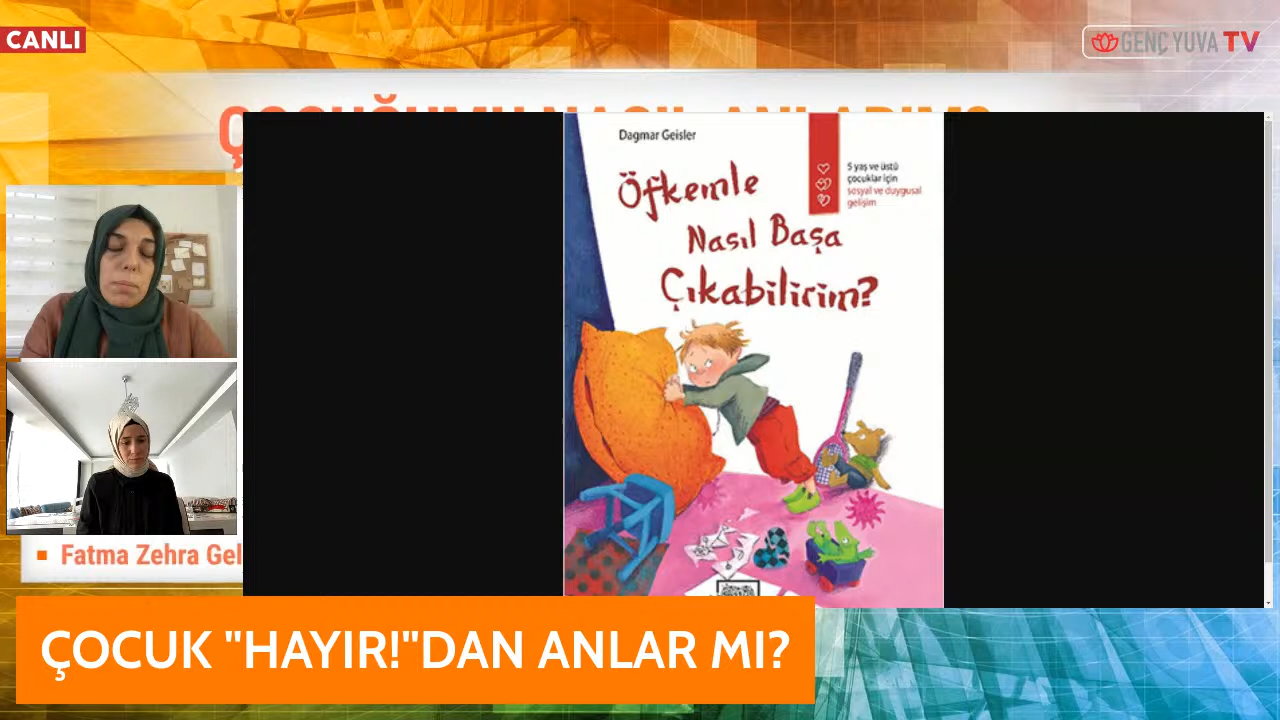 CANLI
GENÇ YUVA TV
Dagmar Geisler
Öfkemle
Nasıl Başa
Çıkabilirim?
5 yaş ve üstü
çocuklar için
sosyal ve duygusal
gelişim
Fatma Zehra Gel
ÇOCUK "HAYIR!"DAN ANLAR MI?